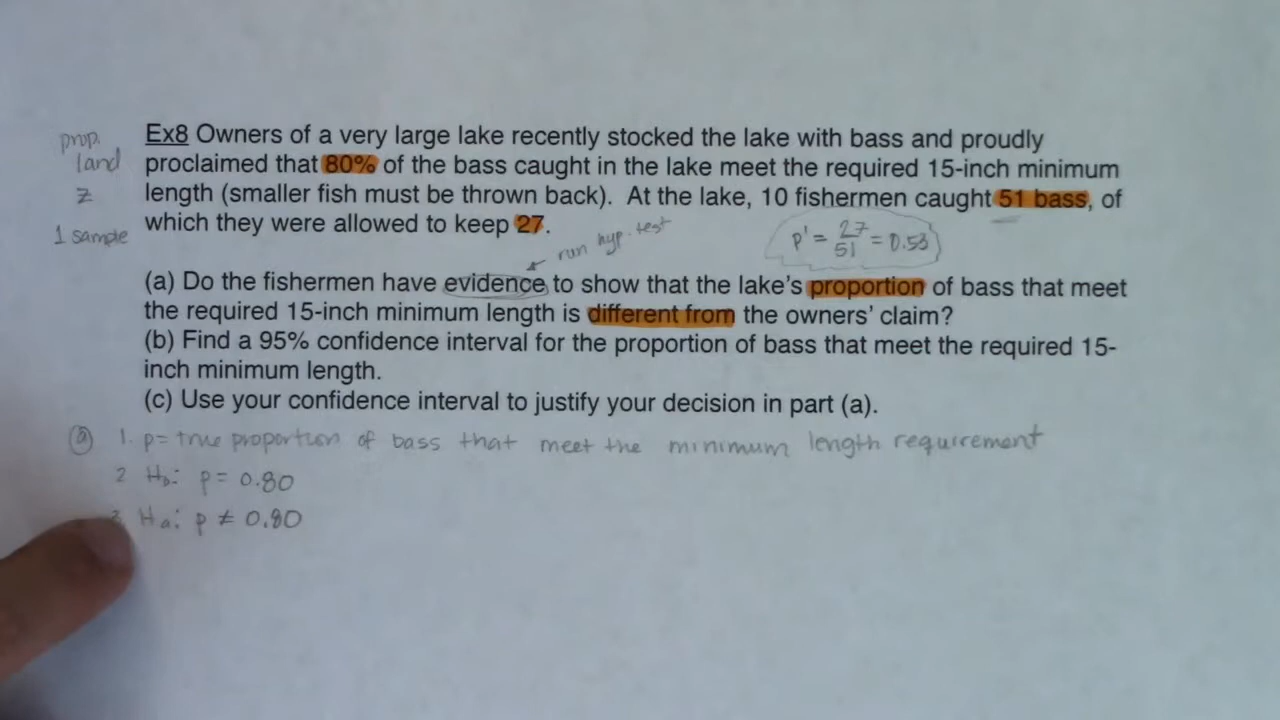 prop.
land
z
1 sample
Ex8 Owners of a very large lake recently stocked the lake with bass and proudly
proclaimed that 80% of the bass caught in the lake meet the required 15-inch minimum
length (smaller fish must be thrown back). At the lake, 10 fishermen caught 51 bass, of
which they were allowed to keep 27.
run hyp. test
p' = 27/51 = 0.53
(a) Do the fishermen have evidence to show that the lake's proportion of bass that meet
the required 15-inch minimum length is different from the owners' claim?
(b) Find a 95% confidence interval for the proportion of bass that meet the required 15-
inch minimum length.
(c) Use your confidence interval to justify your decision in part (a).
(a) 1. p= true proportion of bass that meet the minimum length requirement
2 H₀: p = 0.80
3 Hₐ: p ≠ 0.80